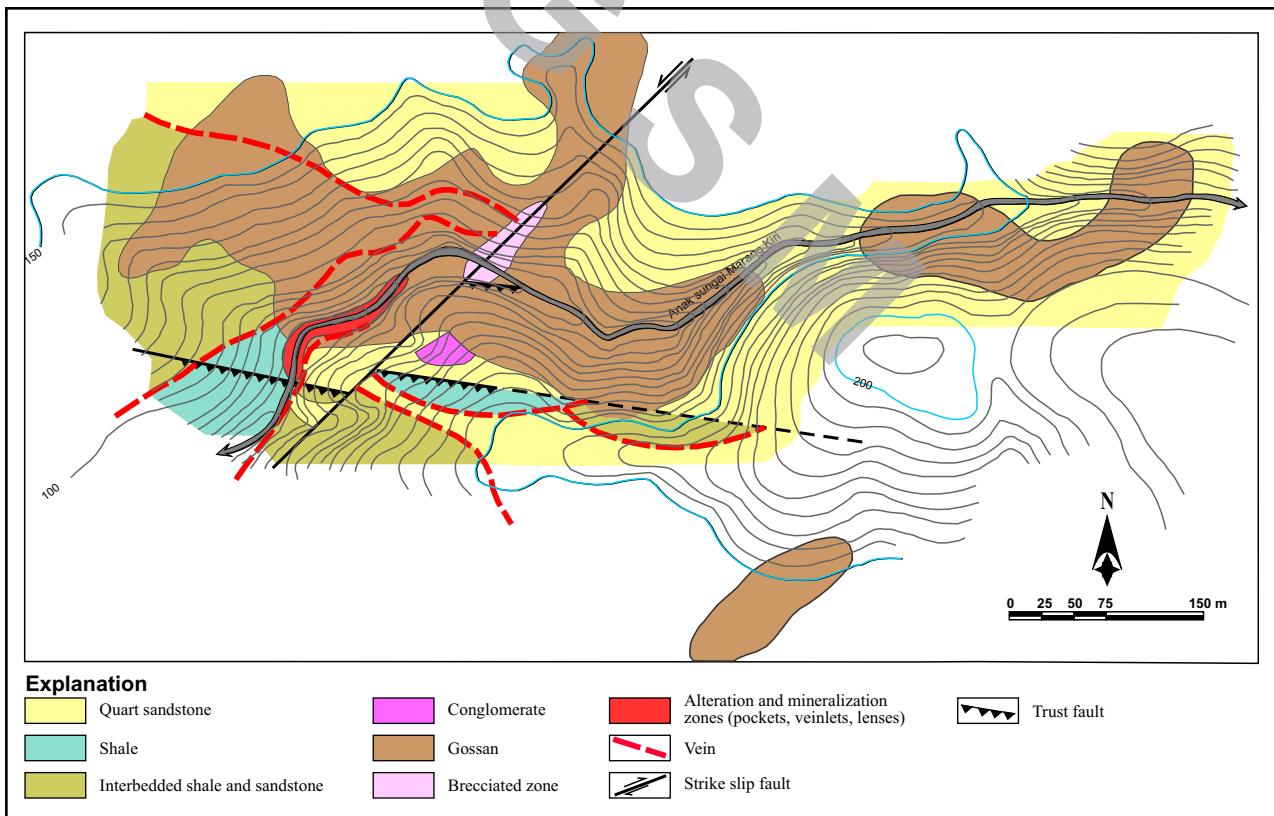 150
Anak sungai Marang Kiri
200
100
N
0 25 50 75 150 m
Explanation
Quart sandstone
Shale
Interbedded shale and sandstone
Conglomerate
Gossan
Brecciated zone
Alteration and mineralization
zones (pockets, veinlets, lenses)
Vein
Strike slip fault
Trust fault